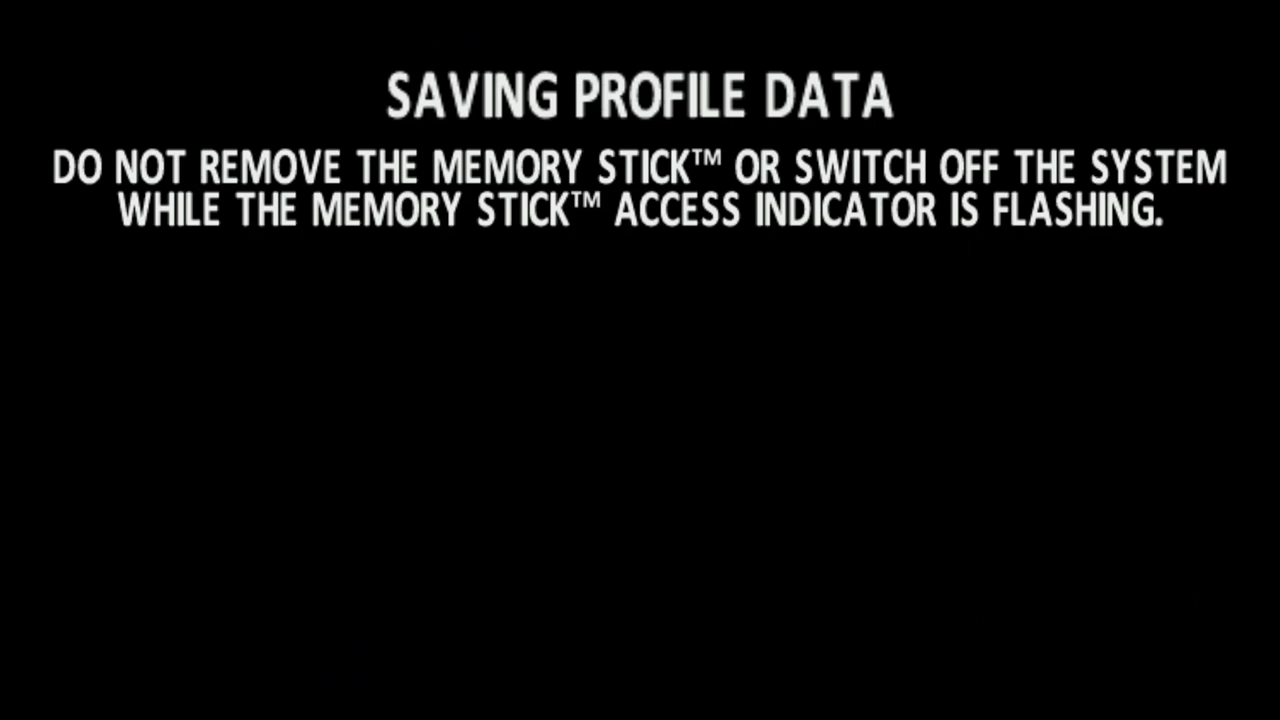 SAVING PROFILE DATA
DO NOT REMOVE THE MEMORY STICK™ OR SWITCH OFF THE SYSTEM
WHILE THE MEMORY STICK™ ACCESS INDICATOR IS FLASHING.